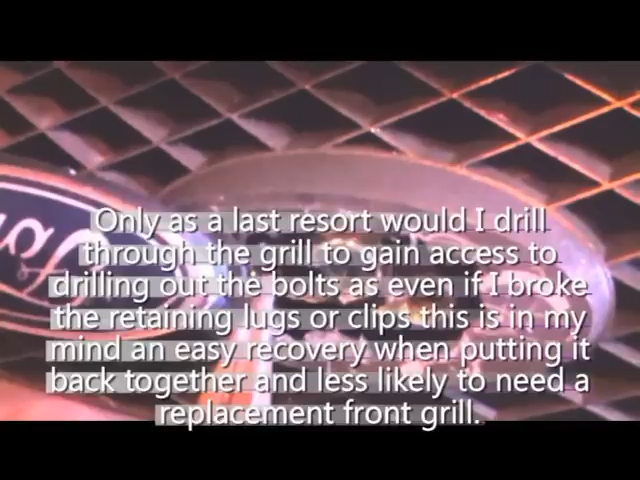 Only as a last resort would I drill
through the grill to gain access to
drilling out the bolts as even if I broke
the retaining lugs or clips this is in my
mind an easy recovery when putting it
back together and less likely to need a
replacement front grill.